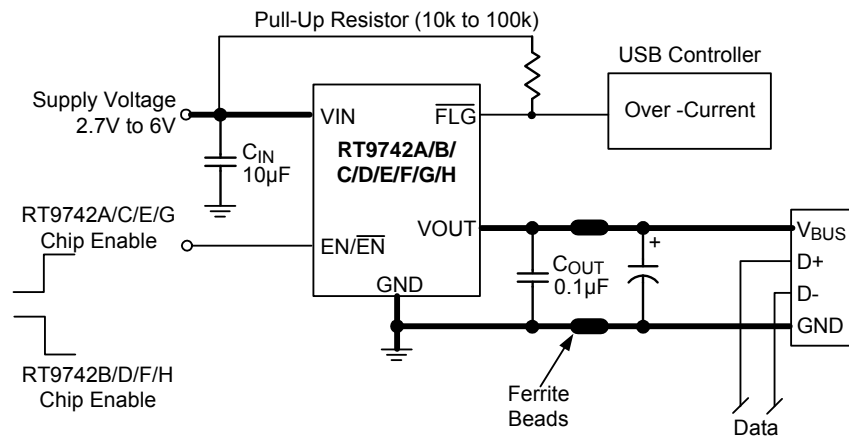 Pull-Up Resistor (10k to 100k)
USB Controller
Supply Voltage
2.7V to 6V
VIN
FLG
Over -Current
RT9742A/B/
C/D/E/F/G/H
CIN
10µF
RT9742A/C/E/G
Chip Enable
EN/EN
VOUT
GND
COUT
0.1µF
+
VBUS
D+
D-
GND
RT9742B/D/F/H
Chip Enable
Ferrite
Beads
Data